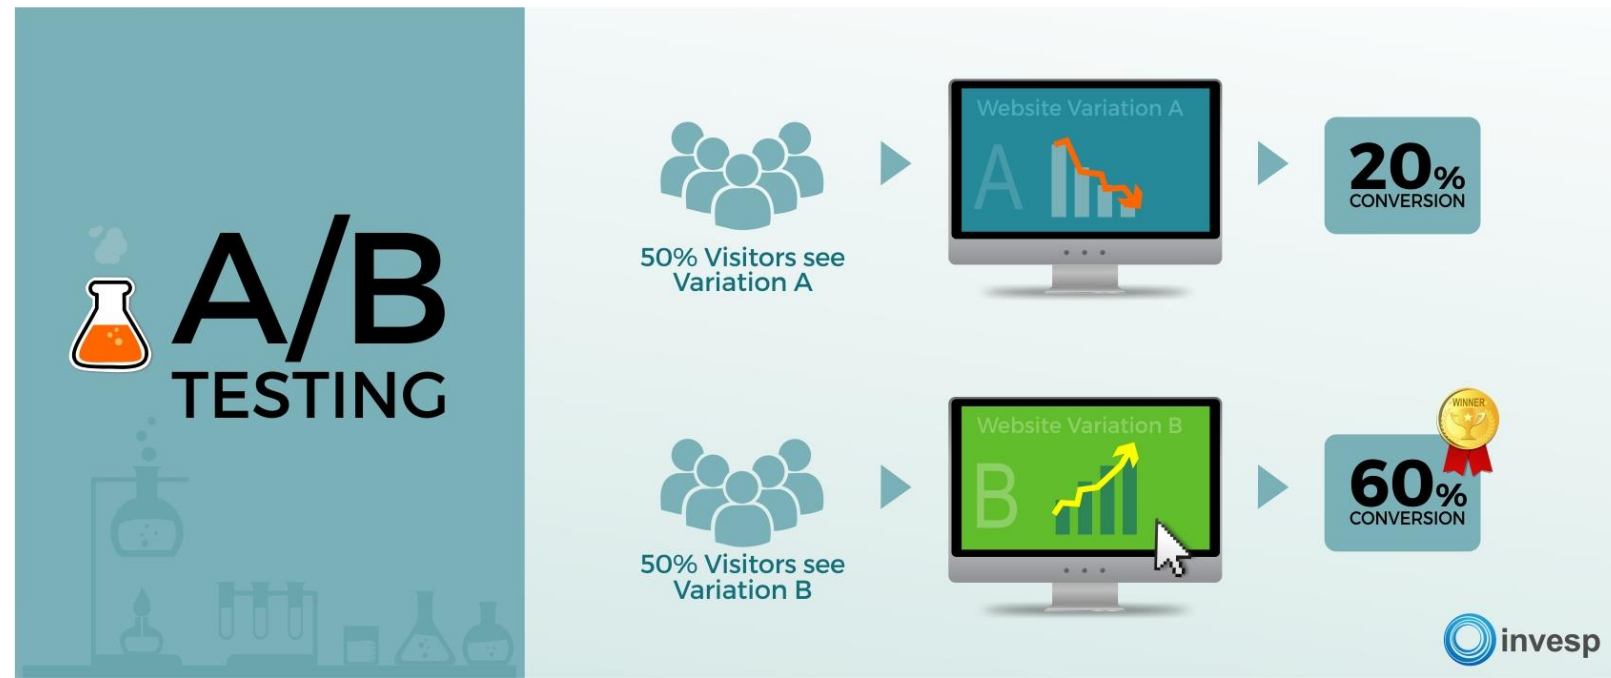 A/B
TESTING
50% Visitors see
Variation A
Website Variation A
A
20%
CONVERSION
50% Visitors see
Variation B
Website Variation B
B
WINNER
60%
CONVERSION
invesp